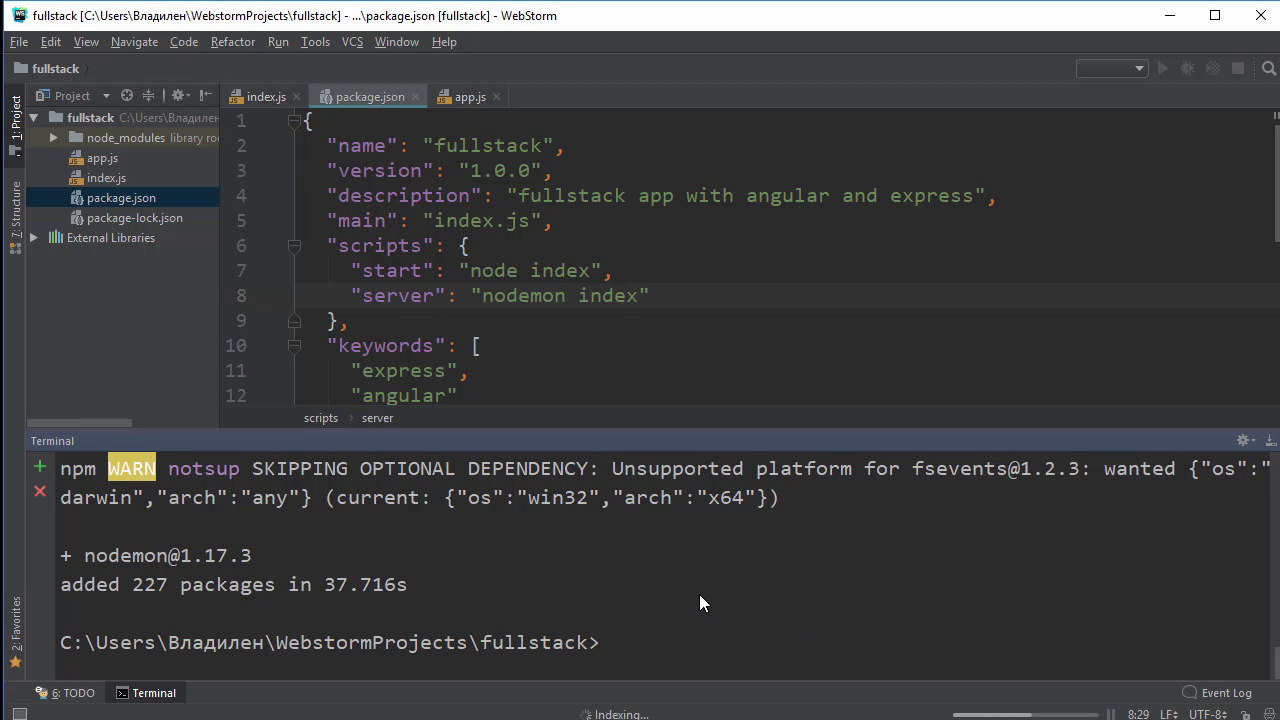 fullstack [C:\Users\Владилен\WebstormProjects\fullstack] - ...\package.json [fullstack] - WebStorm
File Edit View Navigate Code Refactor Run Tools VCS Window Help
fullstack
Project
index.js
package.json
app.js
1: Project
7: Structure
2: Favorites
fullstack C:\Users\Владилен\
node_modules library ro
app.js
index.js
package.json
package-lock.json
External Libraries
1 {
2 "name": "fullstack",
3 "version": "1.0.0",
4 "description": "fullstack app with angular and express",
5 "main": "index.js",
6 "scripts": {
7 "start": "node index",
8 "server": "nodemon index"
9 },
10 "keywords": [
11 "express",
12 "angular"
scripts server
Terminal
npm WARN notsup SKIPPING OPTIONAL DEPENDENCY: Unsupported platform for fsevents@1.2.3: wanted {"os":"
darwin","arch":"any"} (current: {"os":"win32","arch":"x64"})
+ nodemon@1.17.3
added 227 packages in 37.716s
C:\Users\Владилен\WebstormProjects\fullstack>
6: TODO Terminal Event Log
Indexing... 8:29 LF UTF-8